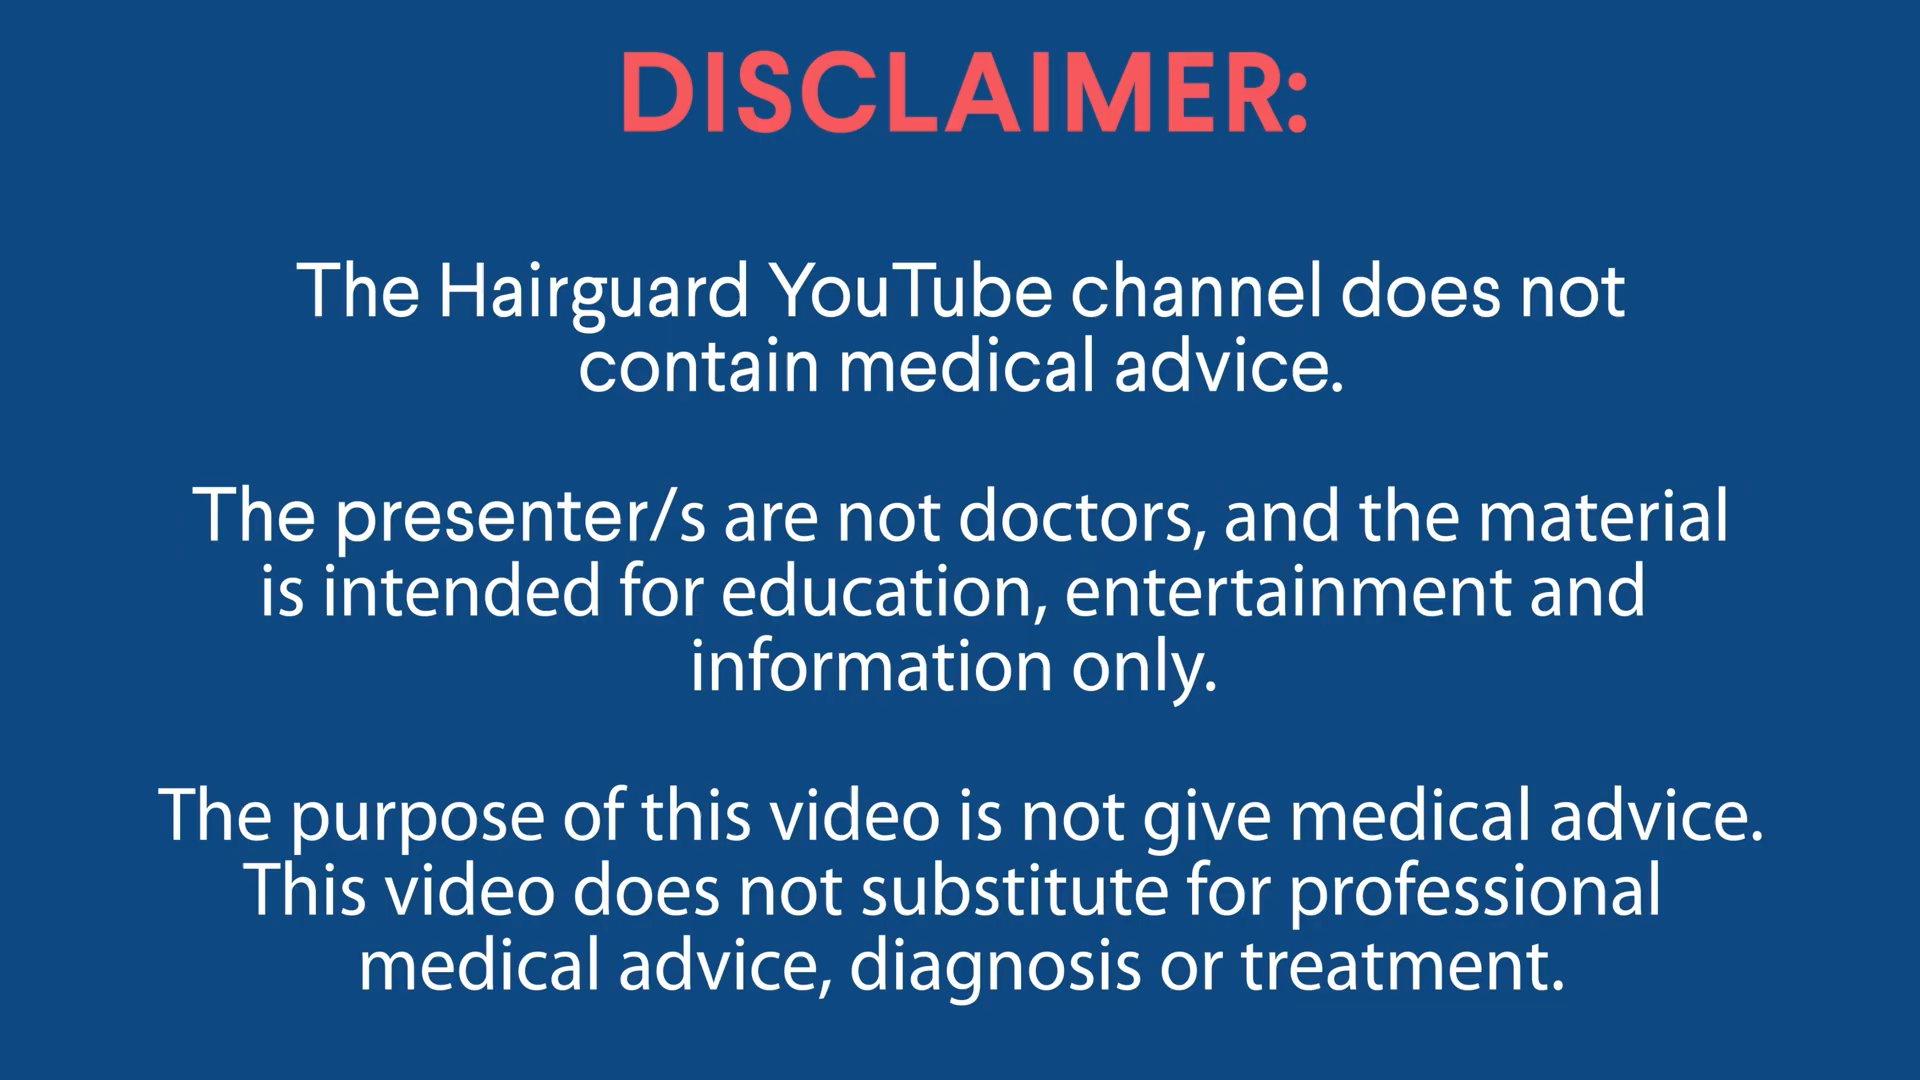 DISCLAIMER:
The Hairguard YouTube channel does not
contain medical advice.
The presenter/s are not doctors, and the material
is intended for education, entertainment and
information only.
The purpose of this video is not give medical advice.
This video does not substitute for professional
medical advice, diagnosis or treatment.